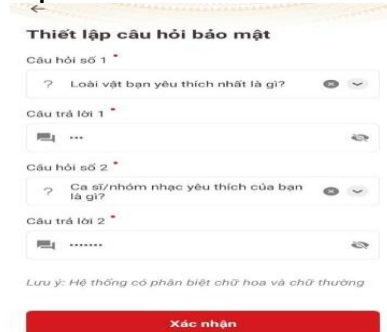 Thiết lập câu hỏi bảo mật
Câu hỏi số 1 *
? Loài vật bạn yêu thích nhất là gì?
Câu trả lời 1 *
•••
Câu hỏi số 2 *
? Ca sĩ/nhóm nhạc yêu thích của bạn
là gì?
Câu trả lời 2 *
•••••••
Lưu ý: Hệ thống có phân biệt chữ hoa và chữ thường
Xác nhận